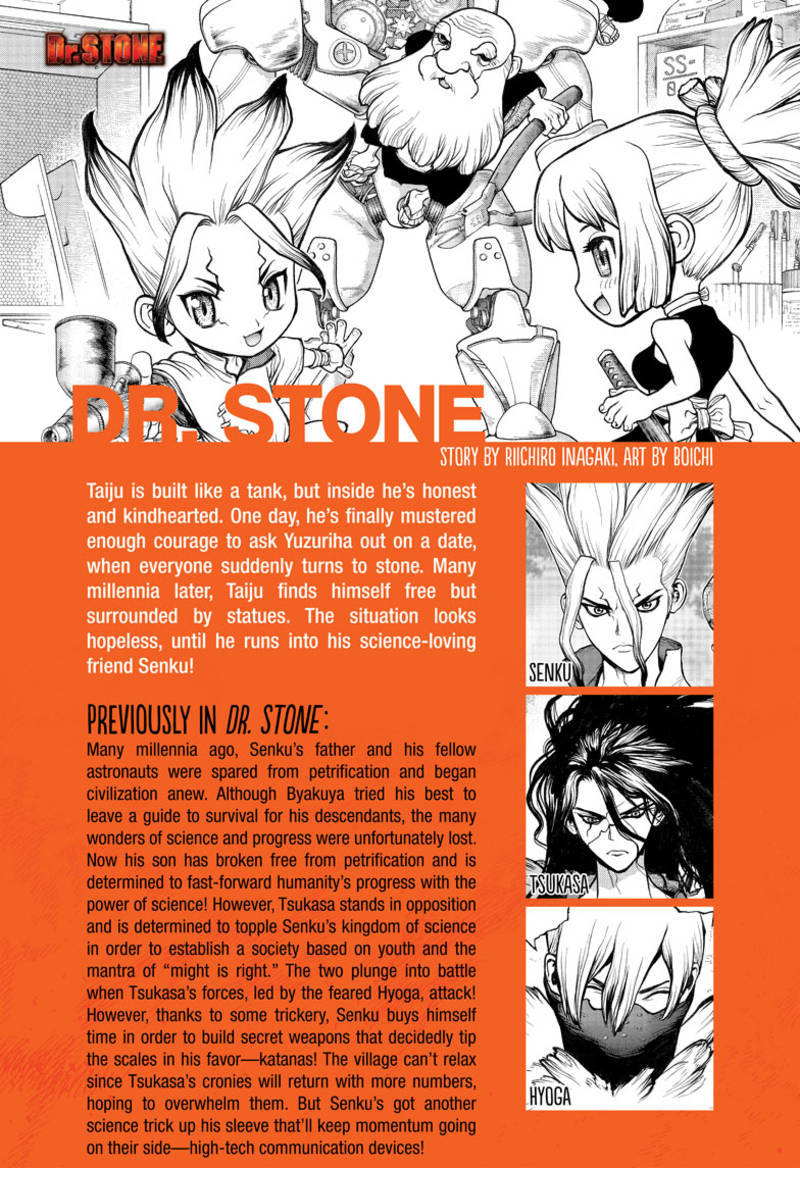 Dr.STONE
SS-
0
DR. STONE
STORY BY RIICHIRO INAGAKI, ART BY BOICHI
Taiju is built like a tank, but inside he's honest
and kindhearted. One day, he's finally mustered
enough courage to ask Yuzuriha out on a date,
when everyone suddenly turns to stone. Many
millennia later, Taiju finds himself free but
surrounded by statues. The situation looks
hopeless, until he runs into his science-loving
friend Senku!
PREVIOUSLY IN DR. STONE:
Many millennia ago, Senku's father and his fellow
astronauts were spared from petrification and began
civilization anew. Although Byakuya tried his best to
leave a guide to survival for his descendants, the many
wonders of science and progress were unfortunately lost.
Now his son has broken free from petrification and is
determined to fast-forward humanity's progress with the
power of science! However, Tsukasa stands in opposition
and is determined to topple Senku's kingdom of science
in order to establish a society based on youth and the
mantra of "might is right." The two plunge into battle
when Tsukasa's forces, led by the feared Hyoga, attack!
However, thanks to some trickery, Senku buys himself
time in order to build secret weapons that decidedly tip
the scales in his favor—katanas! The village can't relax
since Tsukasa's cronies will return with more numbers,
hoping to overwhelm them. But Senku's got another
science trick up his sleeve that'll keep momentum going
on their side—high-tech communication devices!
SENKU
TSUKASA
HYOGA